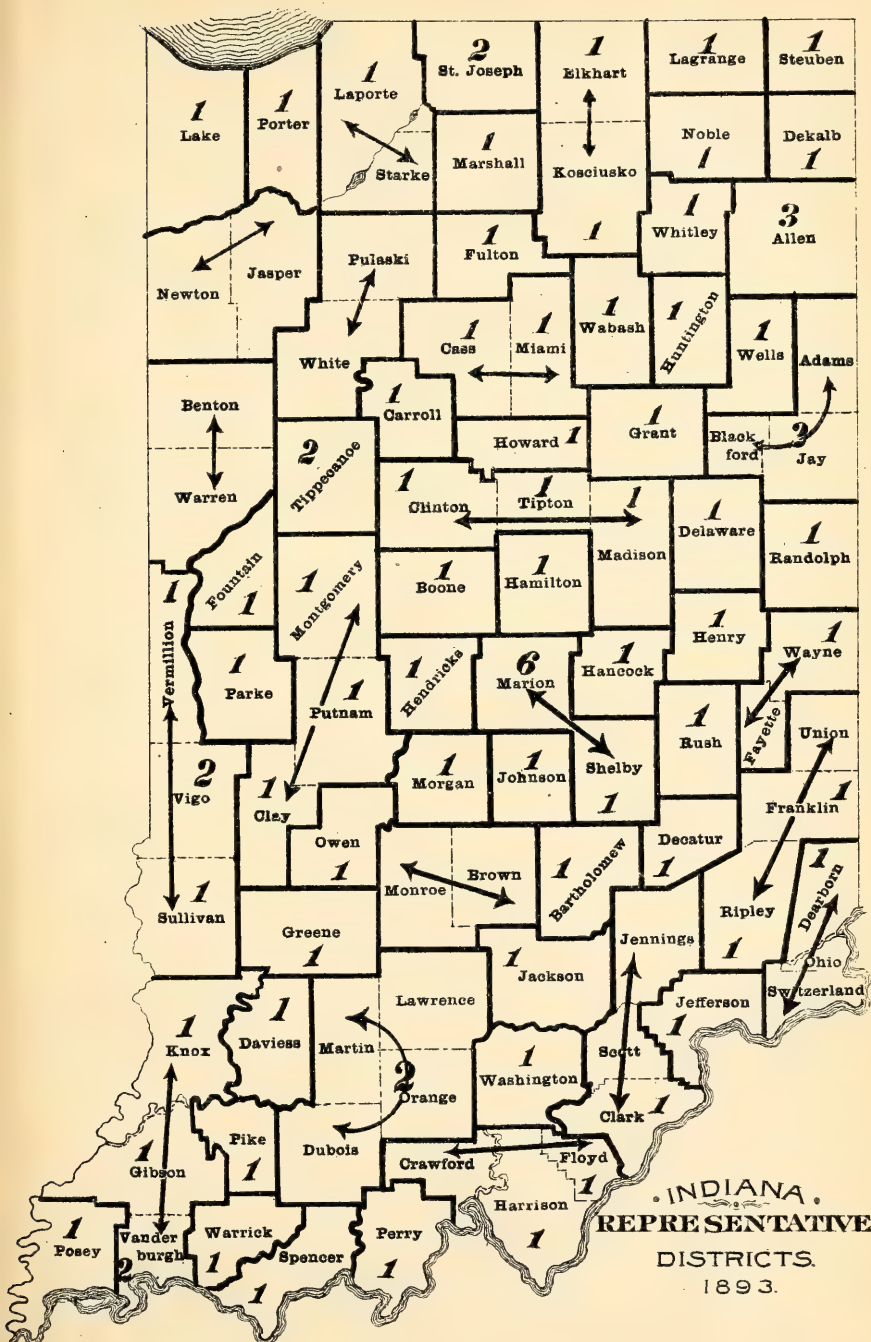 2
St. Joseph
1
Elkhart
1
Lagrange
1
Steuben
1
Laporte
1
Lake
1
Porter
Starke
1
Marshall
Kosciusko
1
Noble
1
Dekalb
1
1
Whitley
3
Allen
Newton
Jasper
Pulaski
1
Fulton
White
1
Cass
1
Miami
1
Wabash
1
Huntington
1
Wells
Adams
Benton
Warren
1
Carroll
Howard 1
1
Grant
Black
ford
2
Jay
2
Tippecanoe
1
Clinton
1
Tipton
1
Madison
1
Delaware
1
Randolph
Fountain
1
1
Montgomery
1
Boone
1
Hamilton
1
Henry
1
Wayne
1
Vermillion
1
Parke
1
Putnam
1
Hendricks
6
Marion
1
Hancock
1
Rush
Fayette
Union
2
Vigo
1
Clay
1
Morgan
1
Johnson
Shelby
1
Franklin 1
Owen
1
Decatur
1
1
Sullivan
Greene
1
Monroe
Brown
1
Bartholomew
Jennings
Ripley
1
1
Dearborn
Ohio
Switzerland
1
Knox
1
Daviess
Martin
Lawrence
1
Jackson
Jefferson
1
2
Orange
1
Washington
Scott
Clark 1
1
Gibson
Pike
1
Dubois
Crawford
Floyd
1
Harrison
1
1
Posey
Vander
burgh
2
Warrick
1
Spencer
1
Perry
1
INDIANA
REPRESENTATIVE
DISTRICTS.
1893.